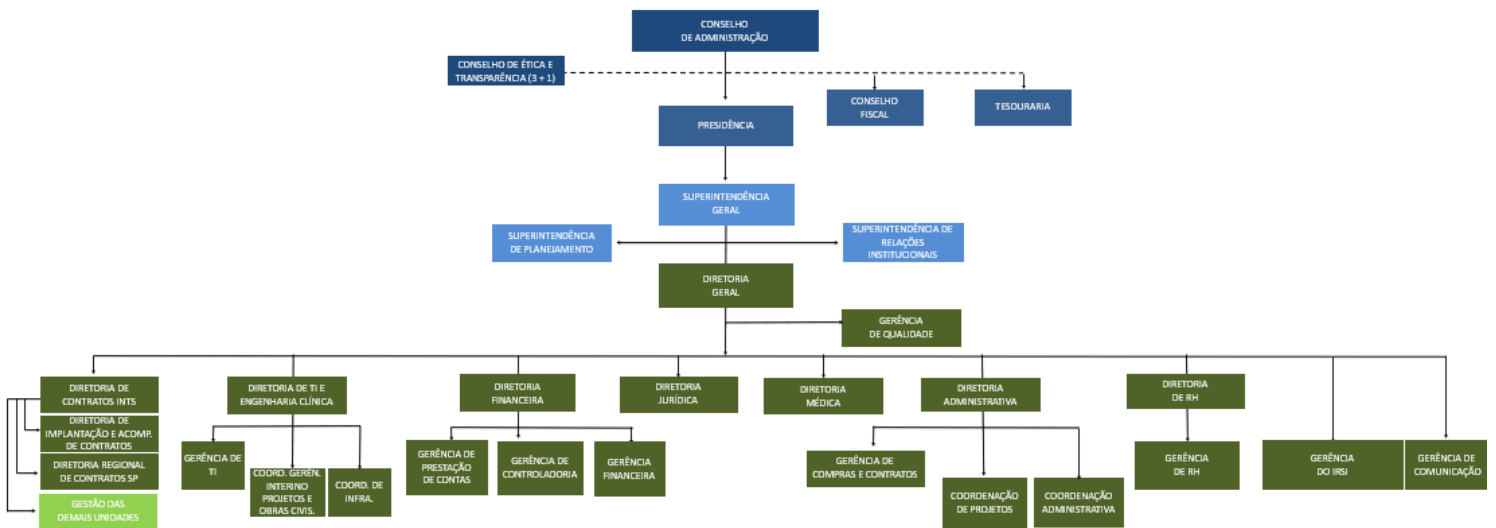 CONSELHO
DE ADMINISTRAÇÃO
CONSELHO DE ÉTICA E
TRANSPARÊNCIA (3 + 1)
CONSELHO
FISCAL
TESOURARIA
PRESIDÊNCIA
SUPERINTENDÊNCIA
GERAL
SUPERINTENDÊNCIA
DE PLANEJAMENTO
SUPERINTENDÊNCIA DE
RELAÇÕES
INSTITUCIONAIS
DIRETORIA
GERAL
GERÊNCIA
DE QUALIDADE
DIRETORIA DE
CONTRATOS INTS
DIRETORIA DE TI E
ENGENHARIA CLÍNICA
DIRETORIA
FINANCEIRA
DIRETORIA
JURÍDICA
DIRETORIA
MÉDICA
DIRETORIA
ADMINISTRATIVA
DIRETORIA
DE RH
DIRETORIA DE
IMPLANTAÇÃO E ACOMP.
DE CONTRATOS
DIRETORIA REGIONAL
DE CONTRATOS SP
GESTÃO DAS
DEMAIS UNIDADES
GERÊNCIA DE
TI
COORD. GERÊN.
INTERINO
PROJETOS E
OBRAS CIVIS.
COORD. DE
INFRA.
GERÊNCIA DE
PRESTAÇÃO
DE CONTAS
GERÊNCIA DE
CONTROLADORIA
GERÊNCIA
FINANCEIRA
GERÊNCIA DE
COMPRAS E CONTRATOS
COORDENAÇÃO
DE PROJETOS
COORDENAÇÃO
ADMINISTRATIVA
GERÊNCIA
DE RH
GERÊNCIA
DO IRSI
GERÊNCIA DE
COMUNICAÇÃO